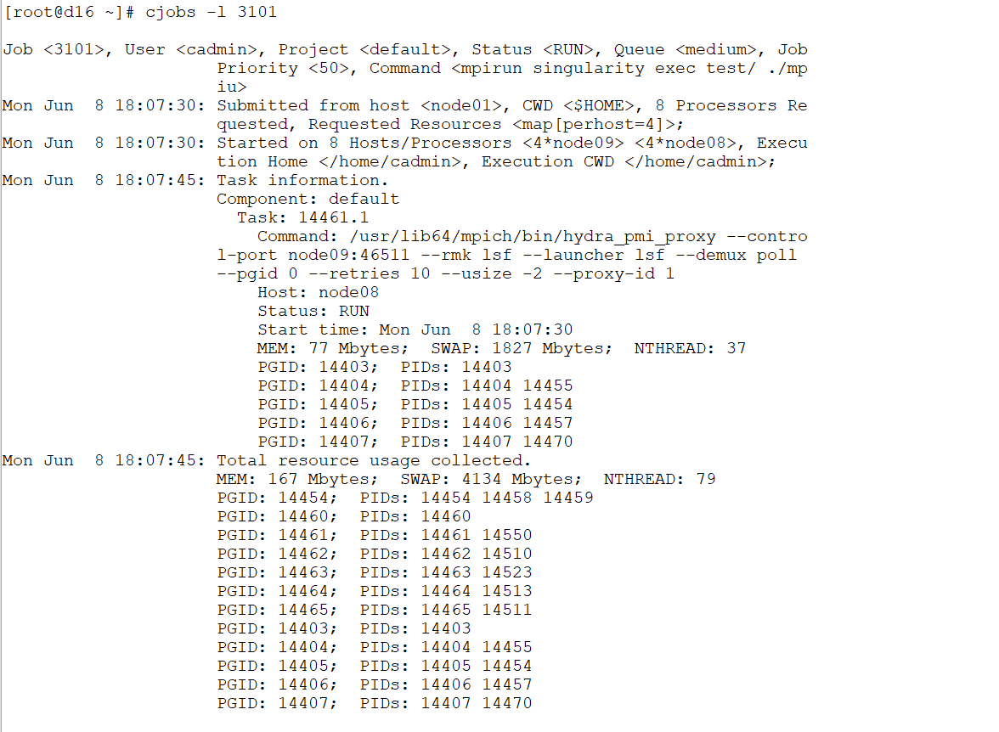 [root@d16 ~]# cjobs -l 3101
Job <3101>, User <cadmin>, Project <default>, Status <RUN>, Queue <medium>, Job
Priority <50>, Command <mpirun singularity exec test/ ./mp
iu>
Mon Jun  8 18:07:30: Submitted from host <node01>, CWD <$HOME>, 8 Processors Re
quested, Requested Resources <map[perhost=4]>;
Mon Jun  8 18:07:30: Started on 8 Hosts/Processors <4*node09> <4*node08>, Execu
tion Home </home/cadmin>, Execution CWD </home/cadmin>;
Mon Jun  8 18:07:45: Task information.
Component: default
Task: 14461.1
Command: /usr/lib64/mpich/bin/hydra_pmi_proxy --contro
l-port node09:46511 --rmk lsf --launcher lsf --demux poll
--pgid 0 --retries 10 --usize -2 --proxy-id 1
Host: node08
Status: RUN
Start time: Mon Jun  8 18:07:30
MEM: 77 Mbytes;  SWAP: 1827 Mbytes;  NTHREAD: 37
PGID: 14403;  PIDs: 14403
PGID: 14404;  PIDs: 14404 14455
PGID: 14405;  PIDs: 14405 14454
PGID: 14406;  PIDs: 14406 14457
PGID: 14407;  PIDs: 14407 14470
Mon Jun  8 18:07:45: Total resource usage collected.
MEM: 167 Mbytes;  SWAP: 4134 Mbytes;  NTHREAD: 79
PGID: 14454;  PIDs: 14454 14458 14459
PGID: 14460;  PIDs: 14460
PGID: 14461;  PIDs: 14461 14550
PGID: 14462;  PIDs: 14462 14510
PGID: 14463;  PIDs: 14463 14523
PGID: 14464;  PIDs: 14464 14513
PGID: 14465;  PIDs: 14465 14511
PGID: 14403;  PIDs: 14403
PGID: 14404;  PIDs: 14404 14455
PGID: 14405;  PIDs: 14405 14454
PGID: 14406;  PIDs: 14406 14457
PGID: 14407;  PIDs: 14407 14470